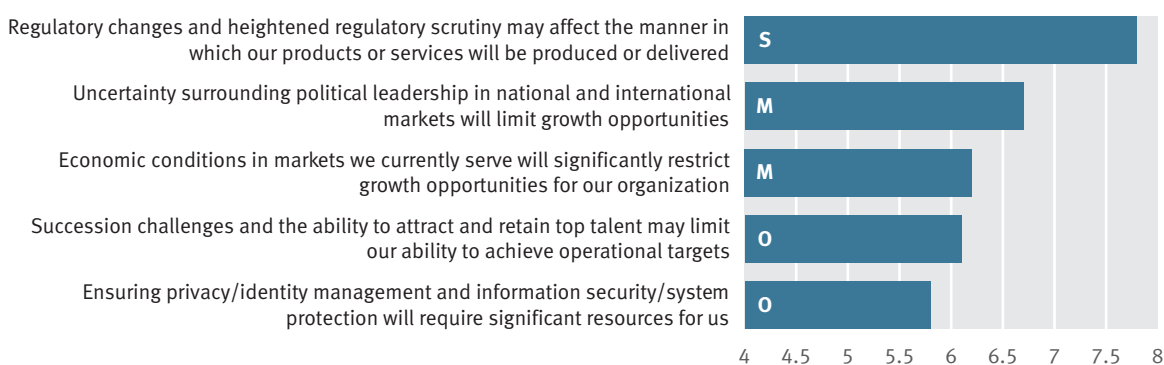 Regulatory changes and heightened regulatory scrutiny may affect the manner in
which our products or services will be produced or delivered
S
Uncertainty surrounding political leadership in national and international
markets will limit growth opportunities
M
Economic conditions in markets we currently serve will significantly restrict
growth opportunities for our organization
M
Succession challenges and the ability to attract and retain top talent may limit
our ability to achieve operational targets
O
Ensuring privacy/identity management and information security/system
protection will require significant resources for us
O
4 4.5 5 5.5 6 6.5 7 7.5 8